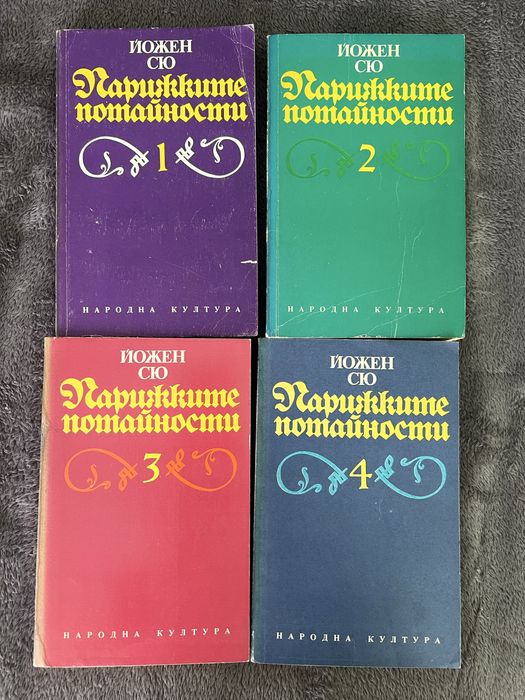 ЙОЖЕН
СЮ
Парижките
потайности
1
НАРОДНА КУЛТУРА
ЙОЖЕН
СЮ
Парижките
потайности
2
НАРОДНА КУЛТУРА
ЙОЖЕН
СЮ
Парижките
потайности
3
НАРОДНА КУЛТУРА
ЙОЖЕН
СЮ
Парижките
потайности
4
НАРОДНА КУЛТУРА